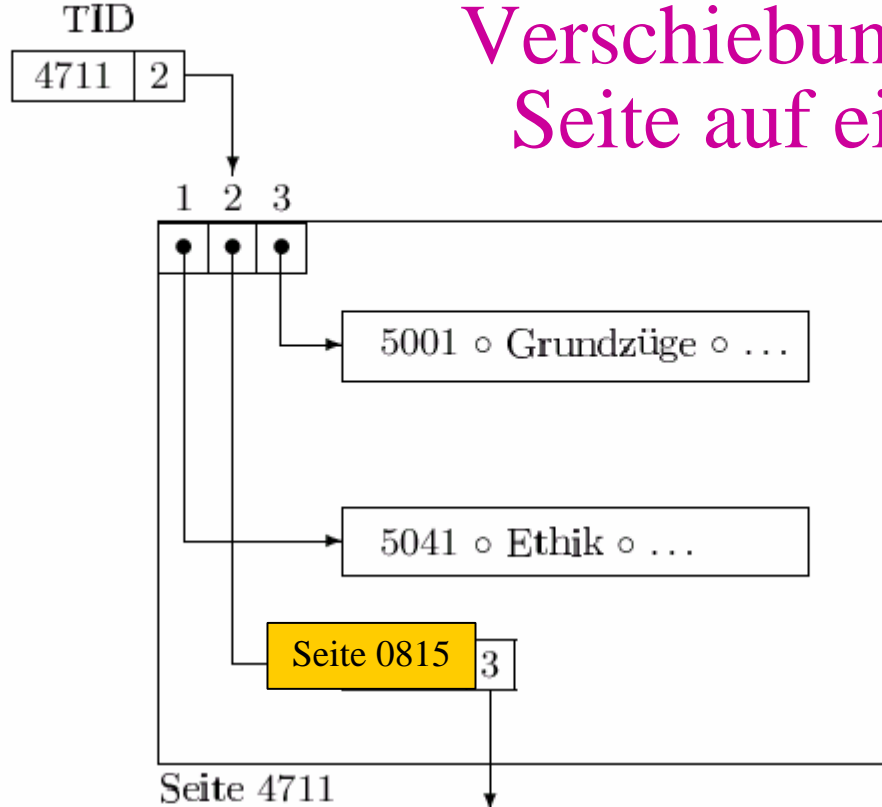 TID
Verschiebun
Seite auf ei
4711 2
1 2 3
5001 ∘ Grundzüge ∘ ...
5041 ∘ Ethik ∘ ...
Seite 0815 3
Seite 4711